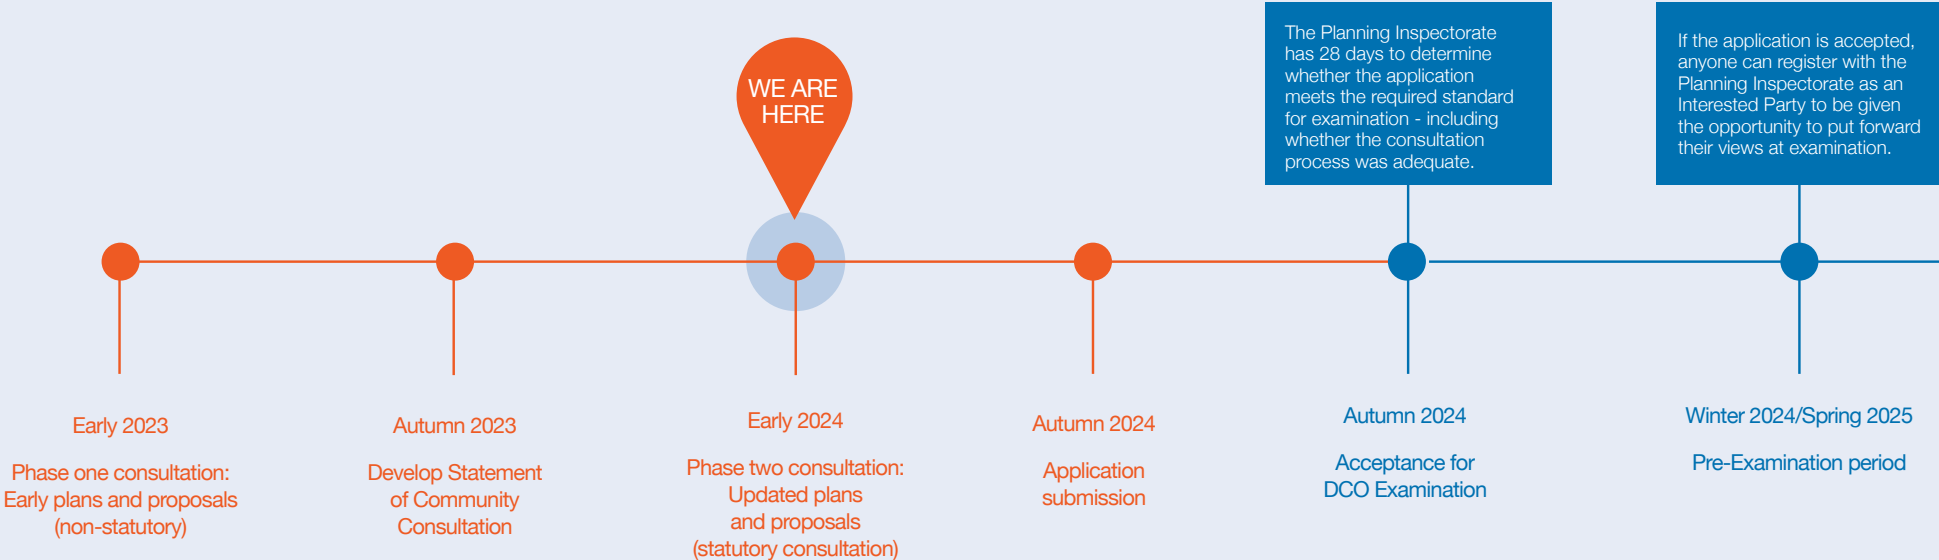 WE ARE
HERE
The Planning Inspectorate
has 28 days to determine
whether the application
meets the required standard
for examination - including
whether the consultation
process was adequate.
If the application is accepted,
anyone can register with the
Planning Inspectorate as an
Interested Party to be given
the opportunity to put forward
their views at examination.
Early 2023
Phase one consultation:
Early plans and proposals
(non-statutory)
Autumn 2023
Develop Statement
of Community
Consultation
Early 2024
Phase two consultation:
Updated plans
and proposals
(statutory consultation)
Autumn 2024
Application
submission
Autumn 2024
Acceptance for
DCO Examination
Winter 2024/Spring 2025
Pre-Examination period